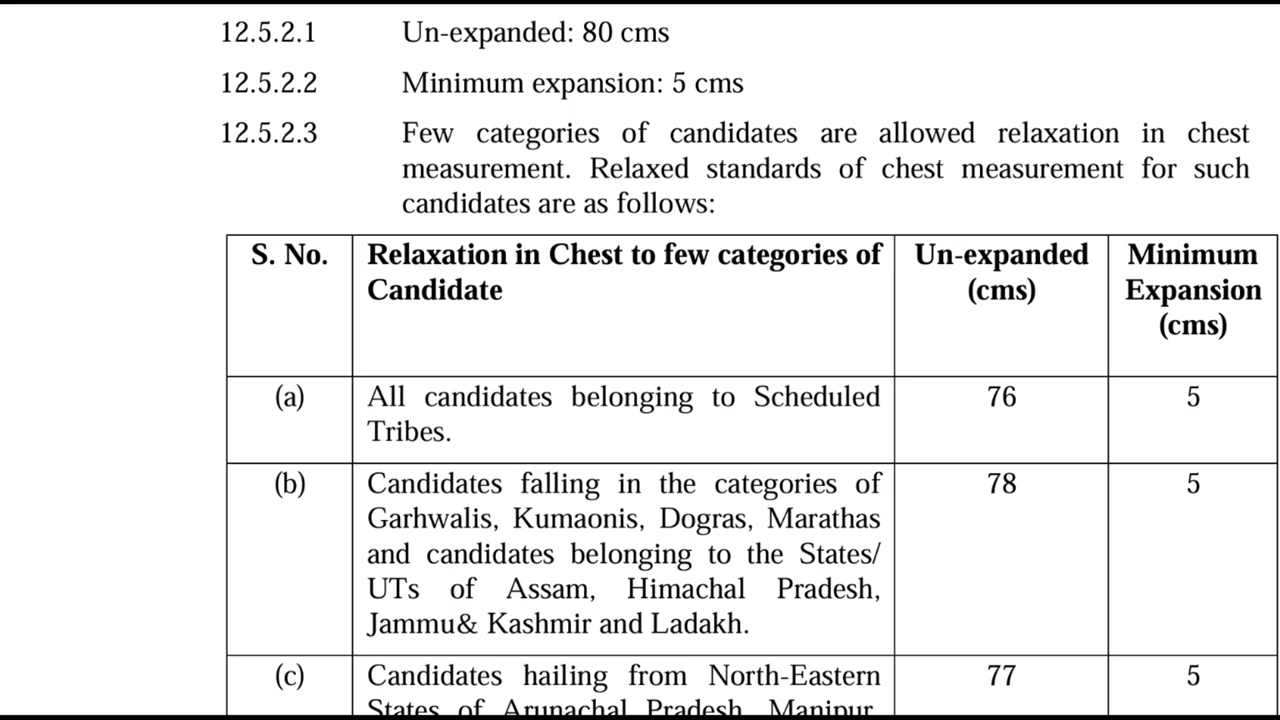 12.5.2.1 Un-expanded: 80 cms
12.5.2.2 Minimum expansion: 5 cms
12.5.2.3 Few categories of candidates are allowed relaxation in chest
measurement. Relaxed standards of chest measurement for such
candidates are as follows:
S. No. Relaxation in Chest to few categories of Un-expanded Minimum
Candidate (cms) Expansion
(cms)
(a) All candidates belonging to Scheduled 76 5
Tribes.
(b) Candidates falling in the categories of 78 5
Garhwalis, Kumaonis, Dogras, Marathas
and candidates belonging to the States/
UTs of Assam, Himachal Pradesh,
Jammu& Kashmir and Ladakh.
(c) Candidates hailing from North-Eastern 77 5
States of Arunachal Pradesh, Manipur,